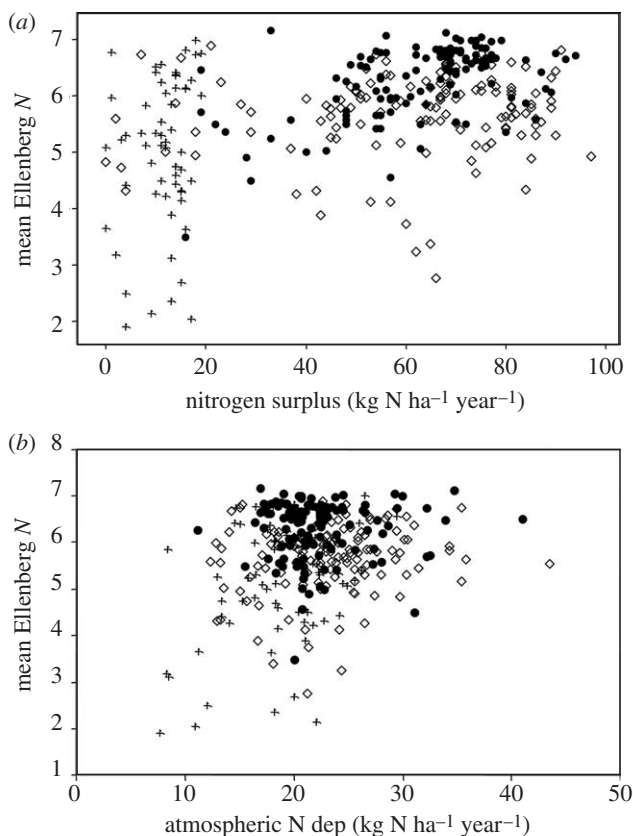 (a)
7
6
5
4
3
2
mean Ellenberg N
0 20 40 60 80 100
nitrogen surplus (kg N ha⁻¹ year⁻¹)
(b)
8
7
6
5
4
3
2
1
mean Ellenberg N
0 10 20 30 40 50
atmospheric N dep (kg N ha⁻¹ year⁻¹)